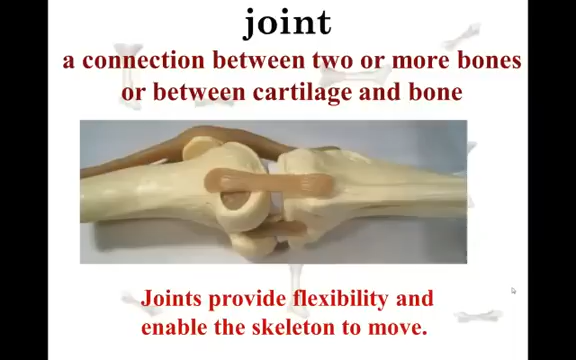 joint
a connection between two or more bones
or between cartilage and bone
Joints provide flexibility and
enable the skeleton to move.